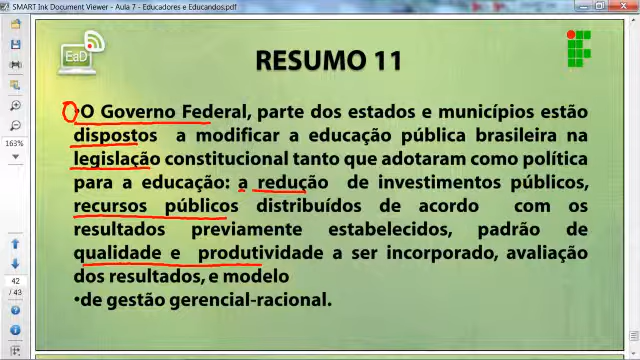 SMART Ink Document Viewer - Aula 7 - Educadores e Educandos.pdf
EaD
RESUMO 11
•O Governo Federal, parte dos estados e municípios estão
dispostos a modificar a educação pública brasileira na
legislação constitucional tanto que adotaram como política
para a educação: a redução de investimentos públicos,
recursos públicos distribuídos de acordo com os
resultados previamente estabelecidos, padrão de
qualidade e produtividade a ser incorporado, avaliação
dos resultados, e modelo
•de gestão gerencial-racional.
163%
42
/ 43